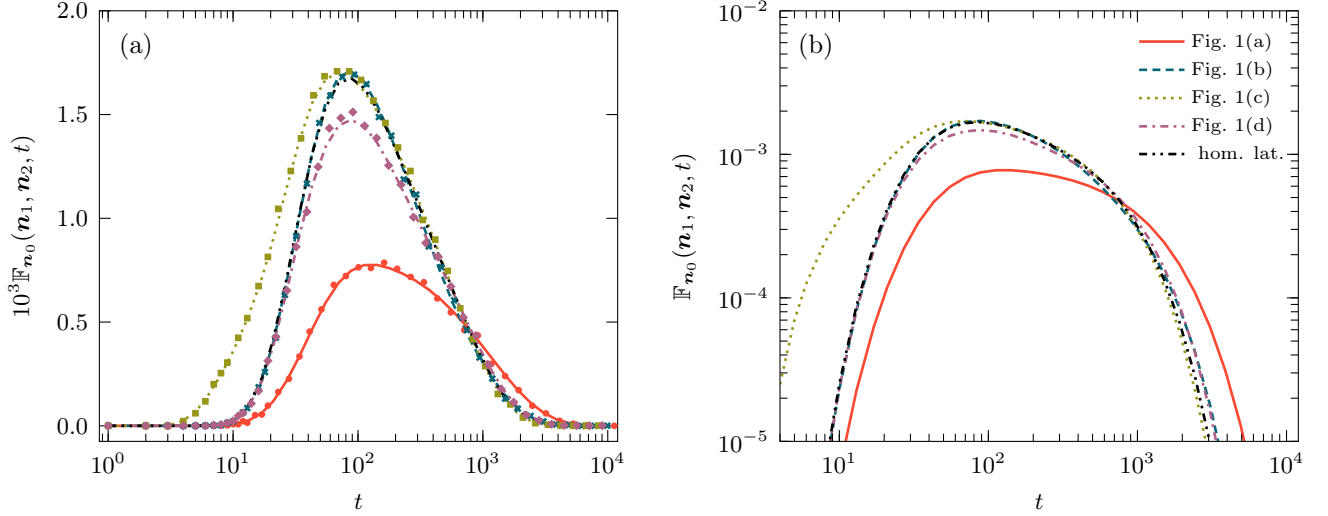 (a)
2.0
1.5
1.0
0.5
0.0
10³𝔽ₙ₀(n₁, n₂, t)
10⁰
10¹
10²
10³
10⁴
t
(b)
10⁻²
10⁻³
10⁻⁴
10⁻⁵
𝔽ₙ₀(n₁, n₂, t)
Fig. 1(a)
Fig. 1(b)
Fig. 1(c)
Fig. 1(d)
hom. lat.
10¹
10²
10³
10⁴
t